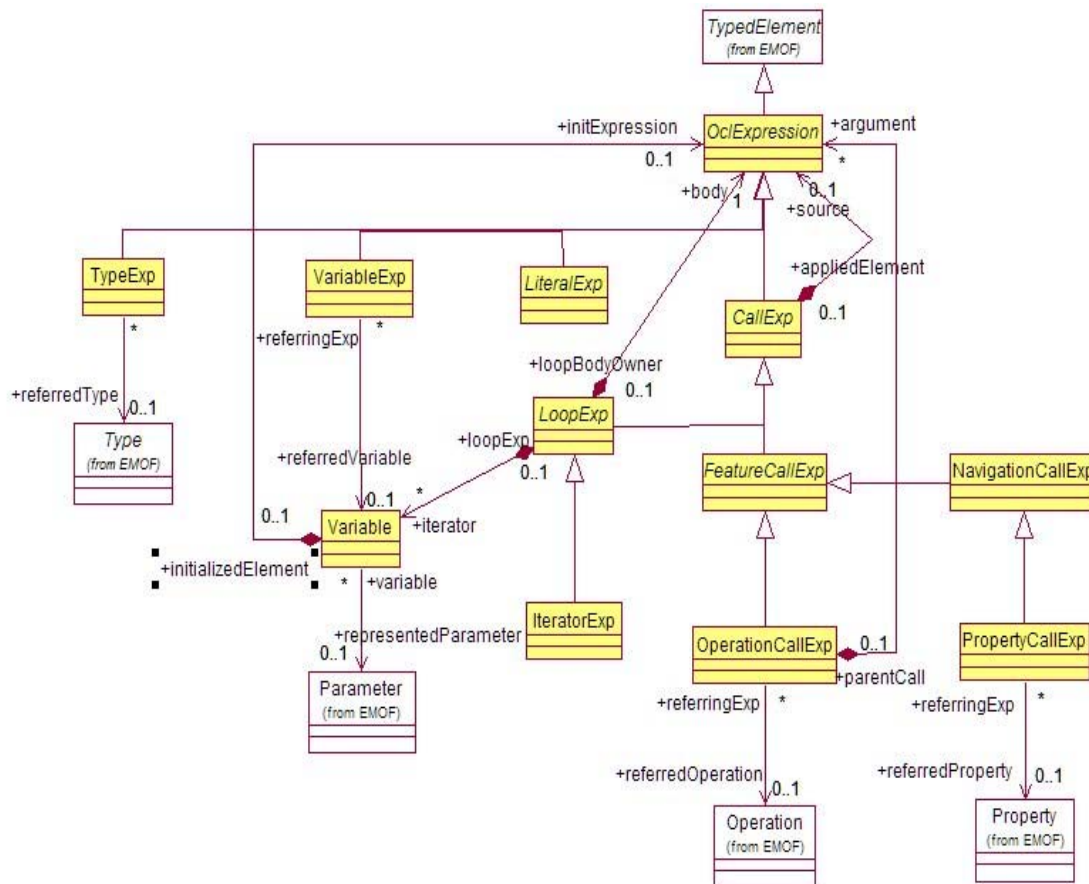 TypedElement
(from EMOF)
+initExpression
0..1
OclExpression
+argument
*
+body
1
0..1
+source
TypeExp
*
VariableExp
+referringExp
*
LiteralExp
+appliedElement
CallExp
0..1
+referredType
0..1
Type
(from EMOF)
+loopBodyOwner
0..1
LoopExp
+loopExp
0..1
+referredVariable
0..1
*
+iterator
FeatureCallExp
NavigationCallExp
0..1
Variable
+initializedElement
*
+variable
+representedParameter
0..1
IteratorExp
OperationCallExp
0..1
+parentCall
PropertyCallExp
Parameter
(from EMOF)
+referringExp
*
+referringExp
*
+referredOperation
0..1
+referredProperty
0..1
Operation
(from EMOF)
Property
(from EMOF)